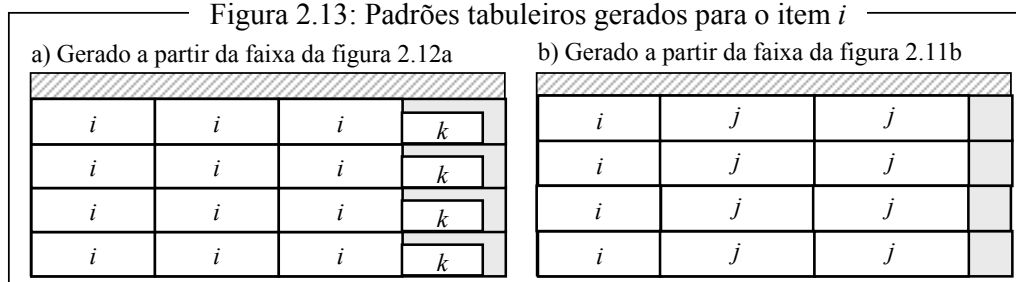 Figura 2.13: Padrões tabuleiros gerados para o item i
a) Gerado a partir da faixa da figura 2.12a
b) Gerado a partir da faixa da figura 2.11b
i i i k
i i i k
i i i k
i i i k
i j j
i j j
i j j
i j j